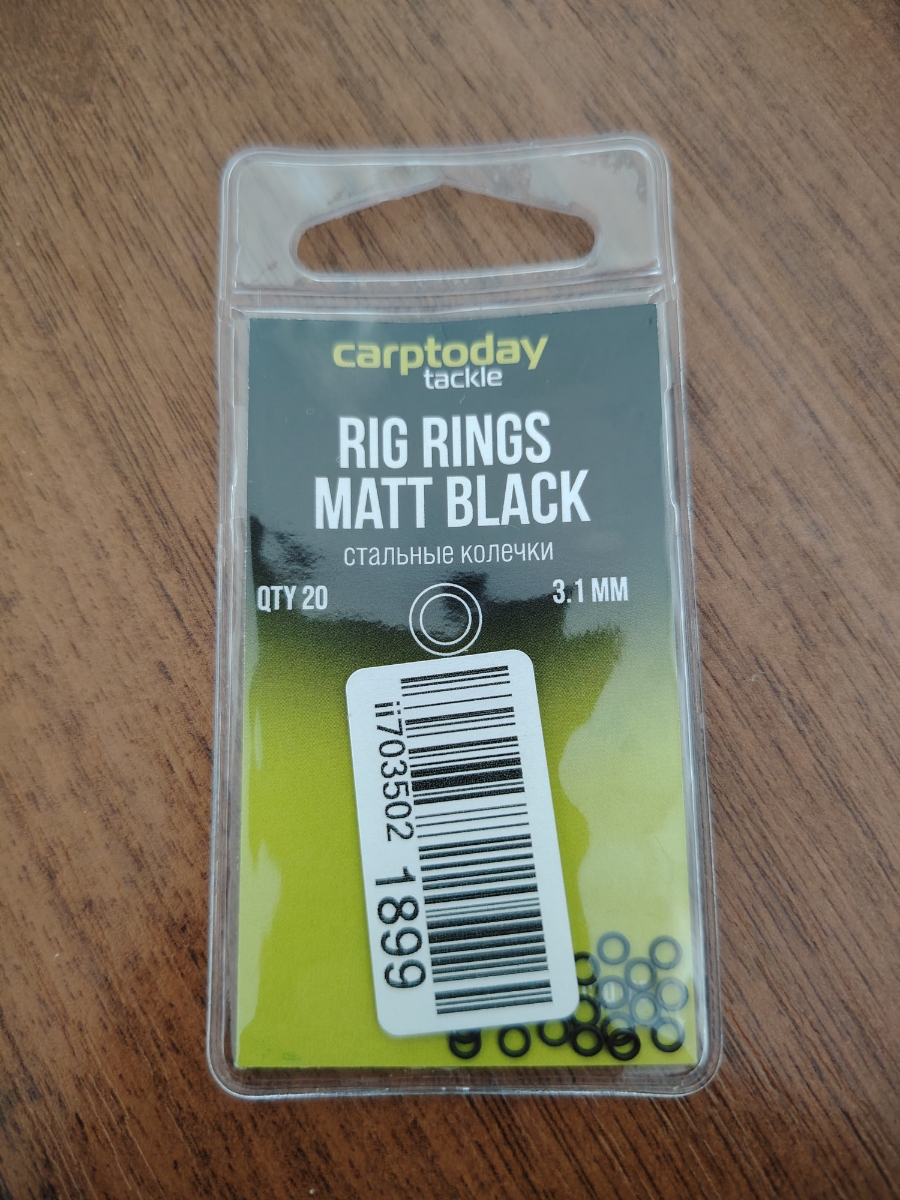 carptoday
tackle
RIG RINGS
MATT BLACK
стальные колечки
QTY 20
3.1 MM
ii703502 1899